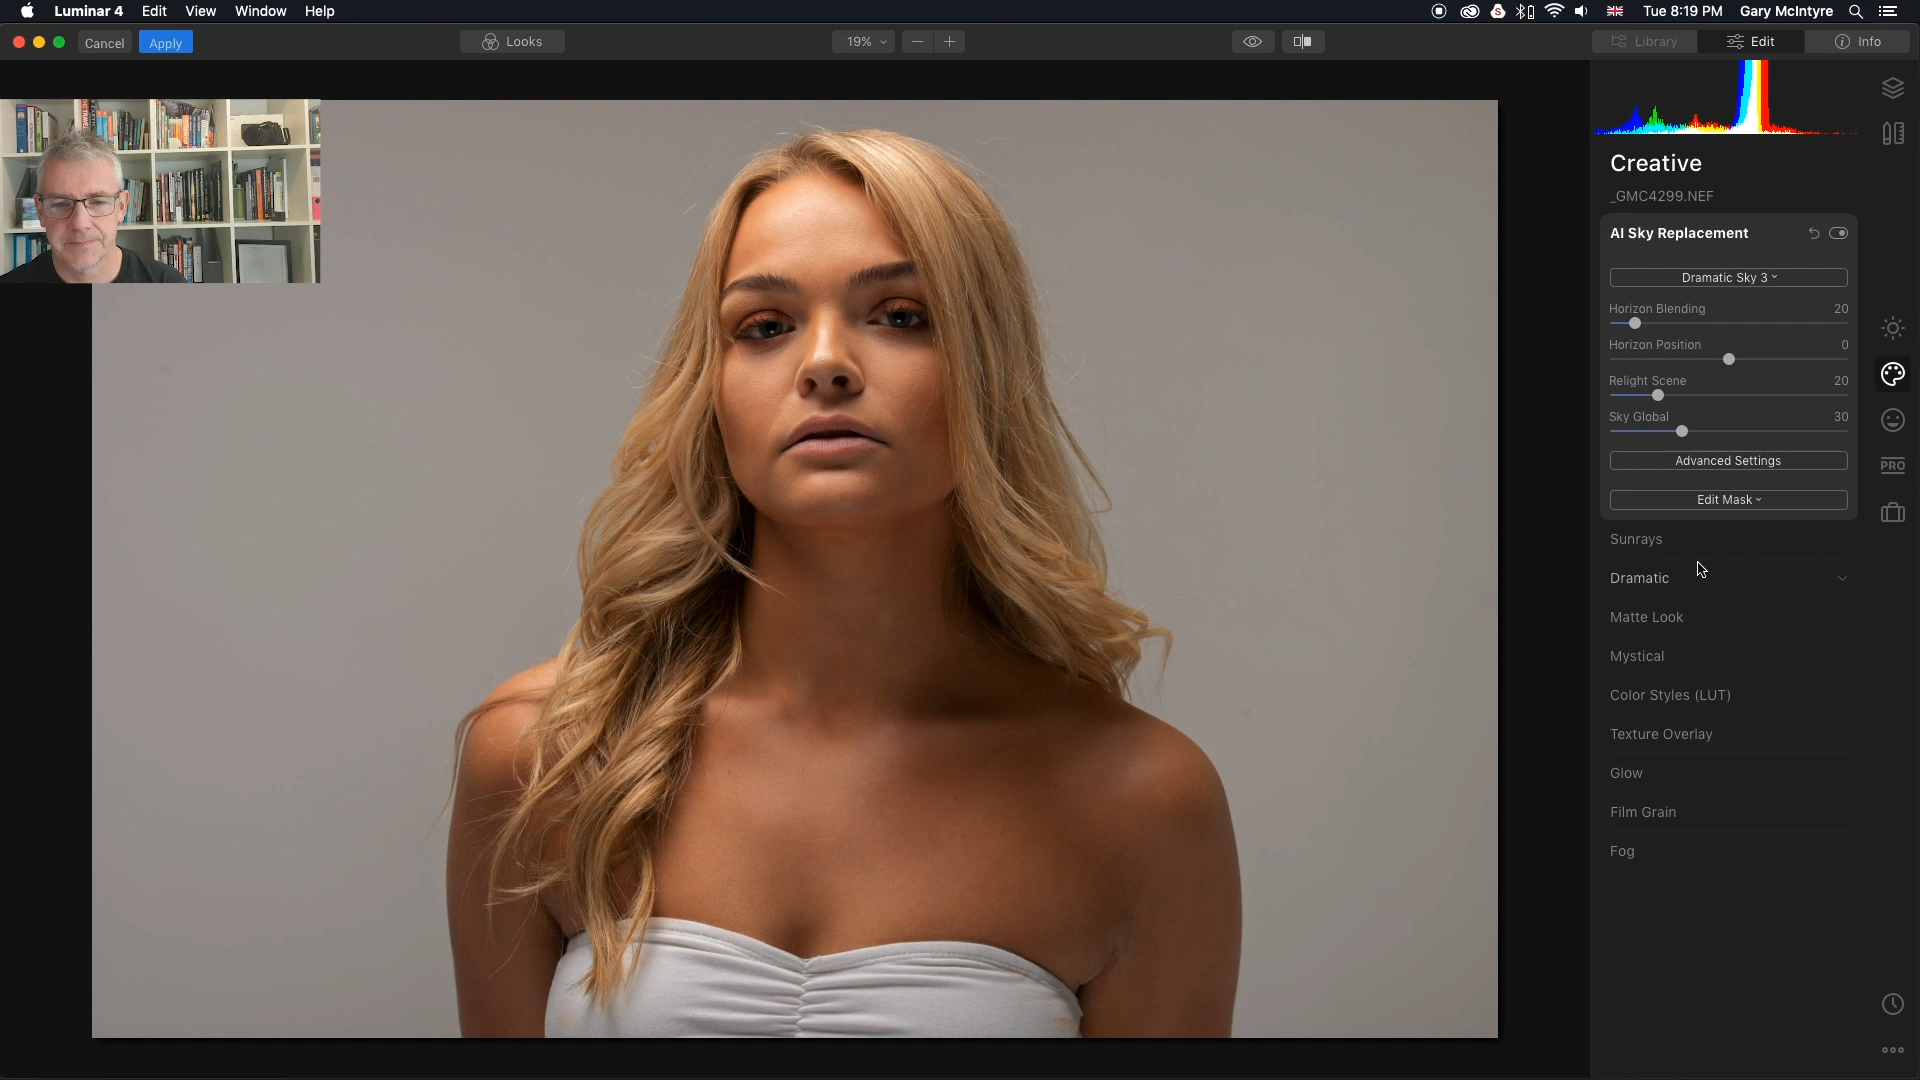 Luminar 4 Edit View Window Help Tue 8:19 PM Gary McIntyre
Cancel Apply Looks 19% Library Edit Info
Creative
_GMC4299.NEF
AI Sky Replacement
Dramatic Sky 3
Horizon Blending 20
Horizon Position 0
Relight Scene 20
Sky Global 30
Advanced Settings
PRO
Edit Mask
Sunrays
Dramatic
Matte Look
Mystical
Color Styles (LUT)
Texture Overlay
Glow
Film Grain
Fog